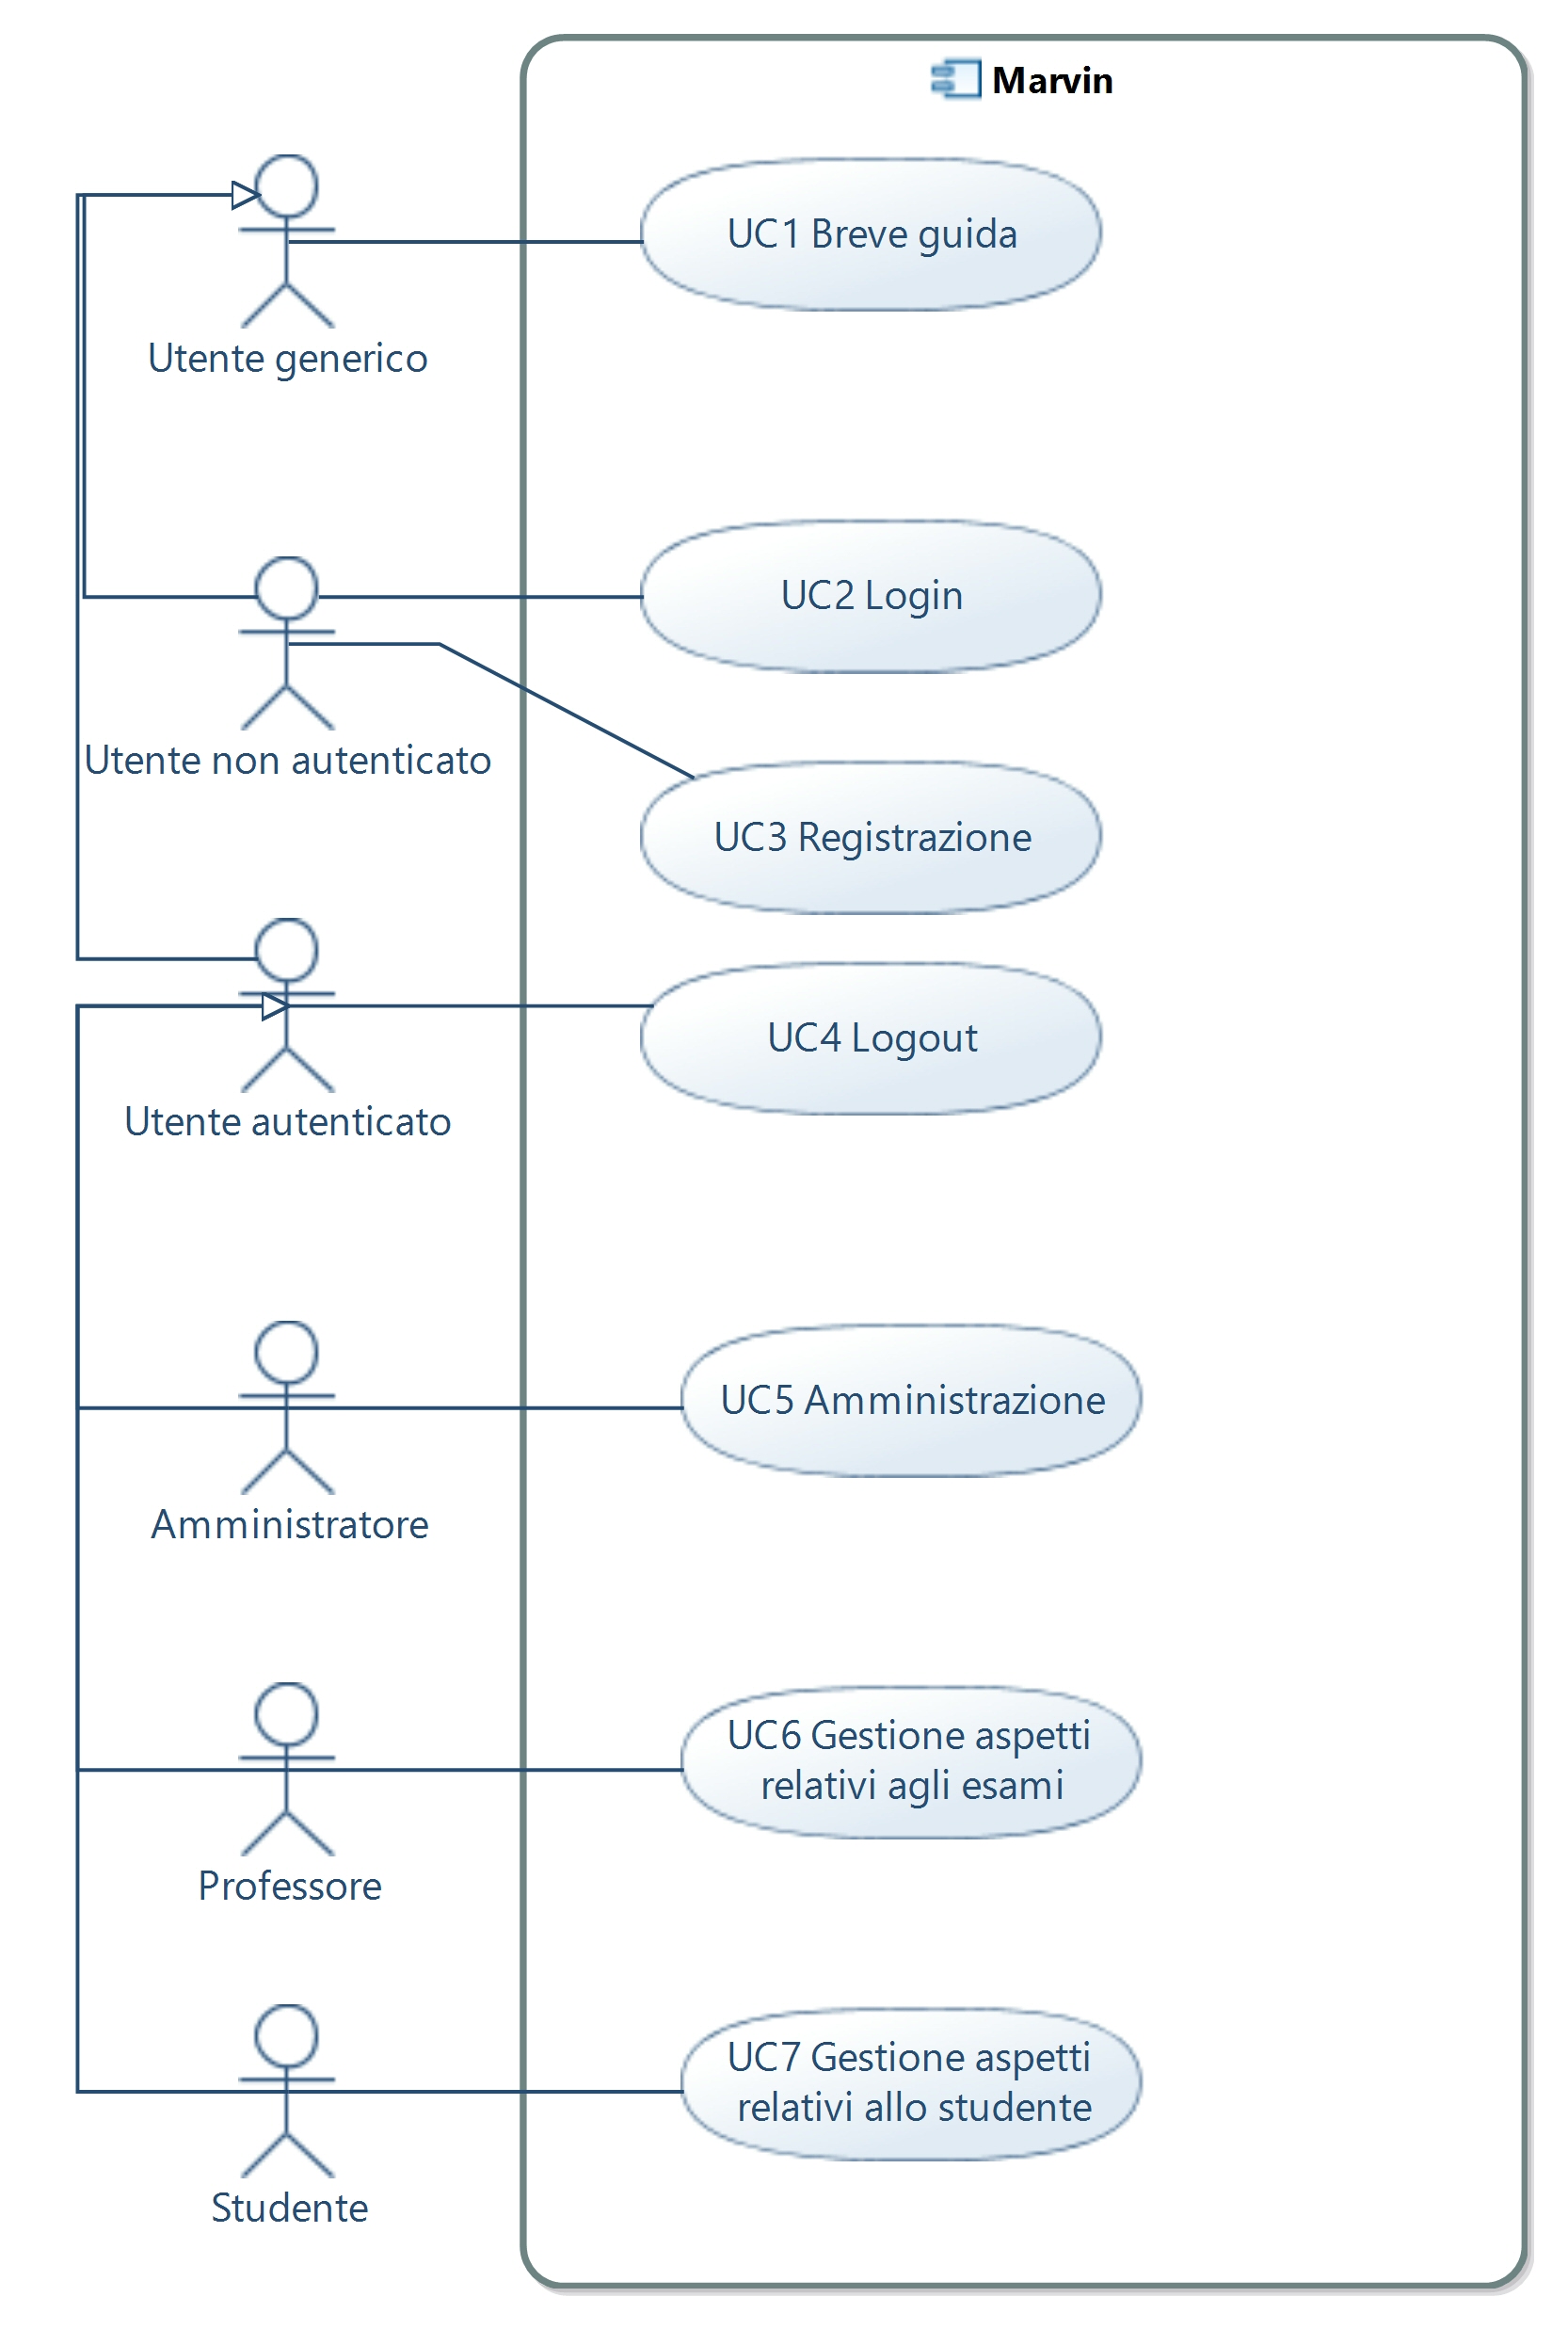 Marvin
UC1 Breve guida
Utente generico
UC2 Login
Utente non autenticato
UC3 Registrazione
UC4 Logout
Utente autenticato
UC5 Amministrazione
Amministratore
UC6 Gestione aspetti
relativi agli esami
Professore
UC7 Gestione aspetti
relativi allo studente
Studente